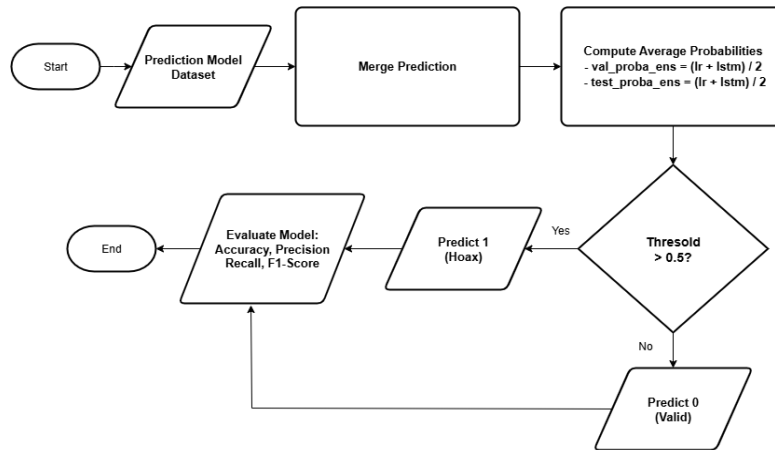 Start
Prediction Model
Dataset
Merge Prediction
Compute Average Probabilities
- val_proba_ens = (lr + lstm) / 2
- test_proba_ens = (lr + lstm) / 2
Thresold
> 0.5?
Yes
Predict 1
(Hoax)
Evaluate Model:
Accuracy, Precision
Recall, F1-Score
End
No
Predict 0
(Valid)